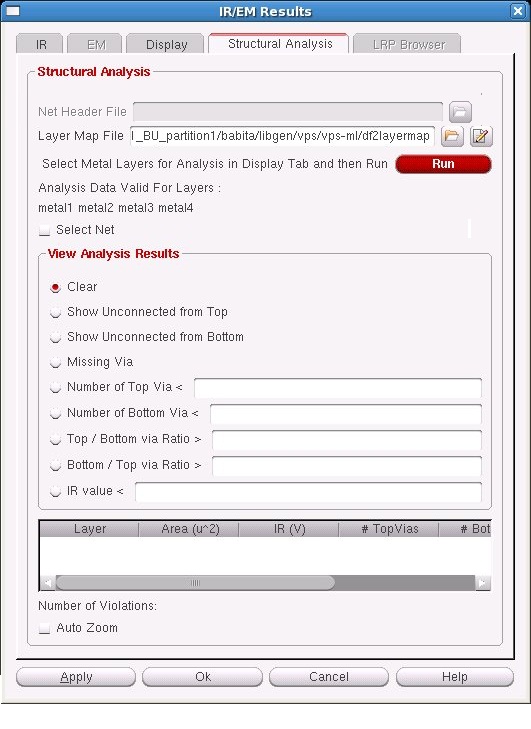 IR/EM Results
IR EM Display Structural Analysis LRP Browser
Structural Analysis
Net Header File
Layer Map File l_BU_partition1/babita/libgen/vps/vps-ml/df2layermap
Select Metal Layers for Analysis in Display Tab and then Run Run
Analysis Data Valid For Layers :
metal1 metal2 metal3 metal4
Select Net
View Analysis Results
Clear
Show Unconnected from Top
Show Unconnected from Bottom
Missing Via
Number of Top Via <
Number of Bottom Via <
Top / Bottom via Ratio >
Bottom / Top via Ratio >
IR value <
Layer Area (u^2) IR (V) # TopVias # Bot
Number of Violations:
Auto Zoom
Apply Ok Cancel Help